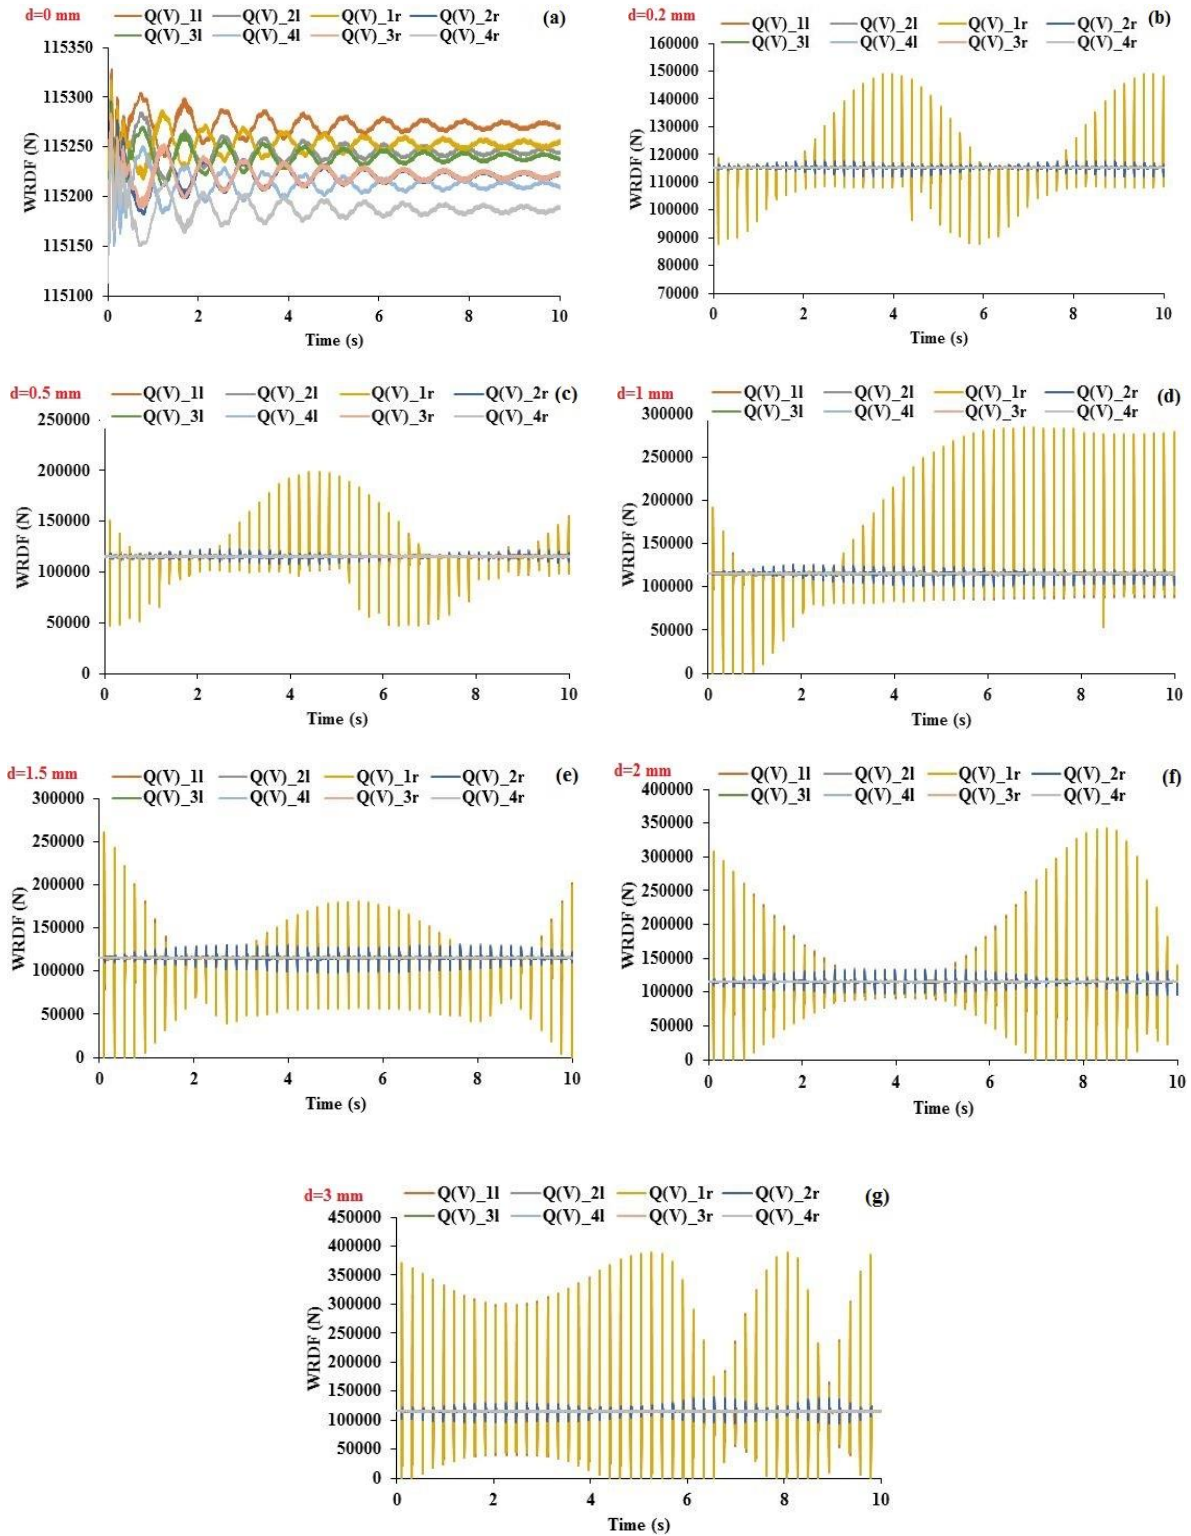 d=0 mm Q(V)_1l Q(V)_2l Q(V)_1r Q(V)_2r (a)
Q(V)_3l Q(V)_4l Q(V)_3r Q(V)_4r
115350
115300
115250
115200
115150
115100
WRDF (N)
0 2 4 6 8 10
Time (s)
d=0.2 mm Q(V)_1l Q(V)_2l Q(V)_1r Q(V)_2r (b)
Q(V)_3l Q(V)_4l Q(V)_3r Q(V)_4r
160000
150000
140000
130000
120000
110000
100000
90000
80000
70000
WRDF (N)
0 2 4 6 8 10
Time (s)
d=0.5 mm Q(V)_1l Q(V)_2l Q(V)_1r Q(V)_2r (c)
Q(V)_3l Q(V)_4l Q(V)_3r Q(V)_4r
250000
200000
150000
100000
50000
0
WRDF (N)
0 2 4 6 8 10
Time (s)
d=1 mm Q(V)_1l Q(V)_2l Q(V)_1r Q(V)_2r (d)
Q(V)_3l Q(V)_4l Q(V)_3r Q(V)_4r
300000
250000
200000
150000
100000
50000
0
WRDF (N)
0 2 4 6 8 10
Time (s)
d=1.5 mm Q(V)_1l Q(V)_2l Q(V)_1r Q(V)_2r (e)
Q(V)_3l Q(V)_4l Q(V)_3r Q(V)_4r
300000
250000
200000
150000
100000
50000
0
WRDF (N)
0 2 4 6 8 10
Time (s)
d=2 mm Q(V)_1l Q(V)_2l Q(V)_1r Q(V)_2r (f)
Q(V)_3l Q(V)_4l Q(V)_3r Q(V)_4r
400000
350000
300000
250000
200000
150000
100000
50000
0
WRDF (N)
0 2 4 6 8 10
Time (s)
d=3 mm Q(V)_1l Q(V)_2l Q(V)_1r Q(V)_2r (g)
Q(V)_3l Q(V)_4l Q(V)_3r Q(V)_4r
450000
400000
350000
300000
250000
200000
150000
100000
50000
0
WRDF (N)
0 2 4 6 8 10
Time (s)